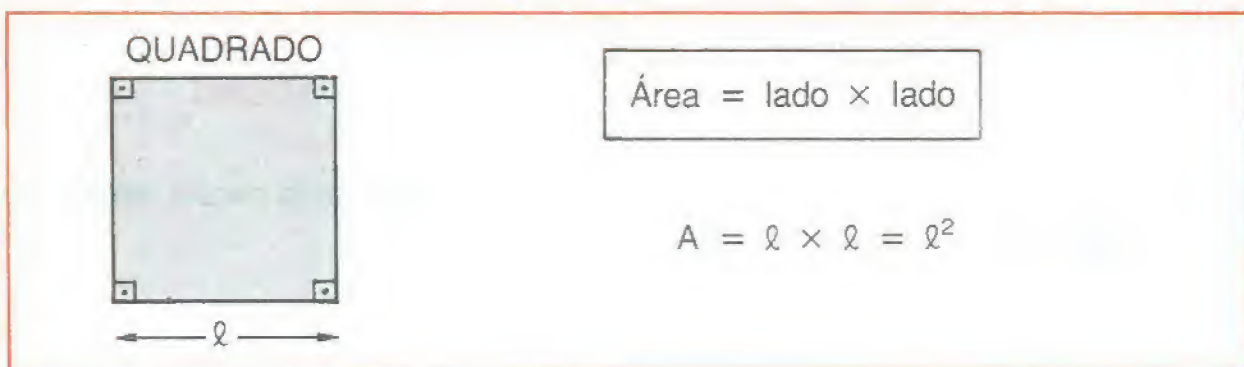 QUADRADO
Área = lado × lado
A = ℓ × ℓ = ℓ²
ℓ